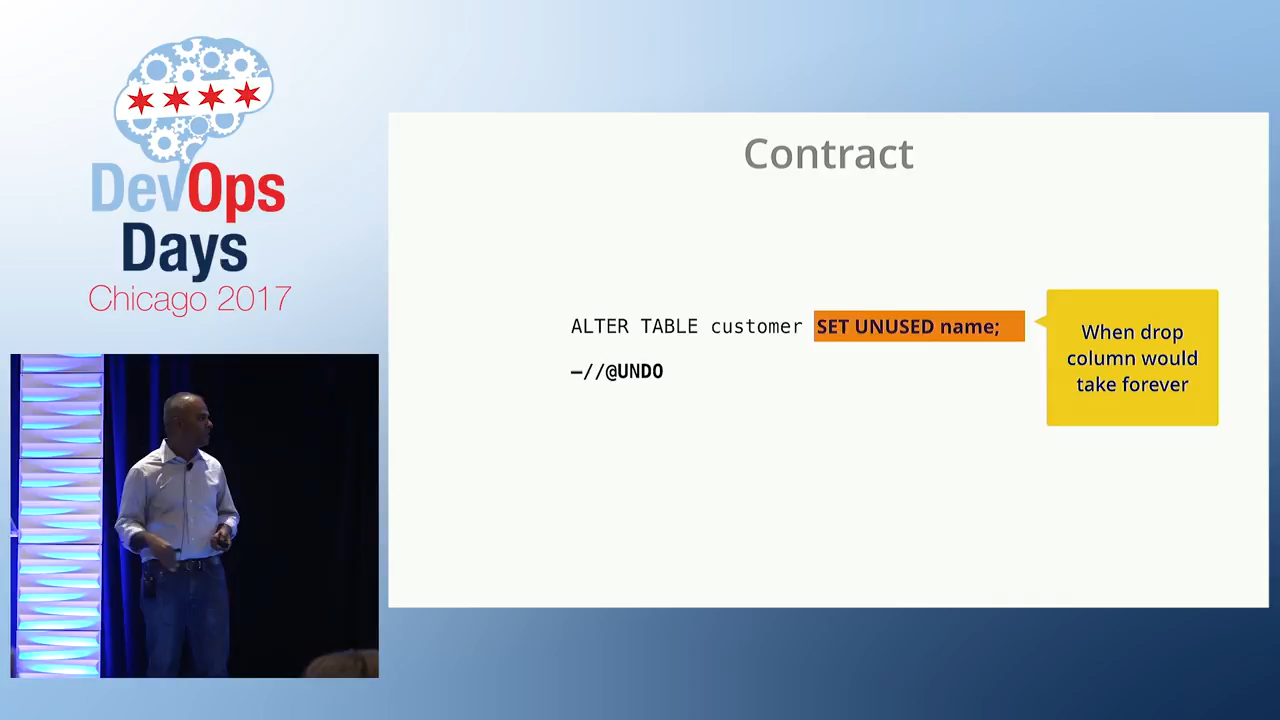 DevOps
Days
Chicago 2017
Contract
ALTER TABLE customer SET UNUSED name;
–//@UNDO
When drop
column would
take forever